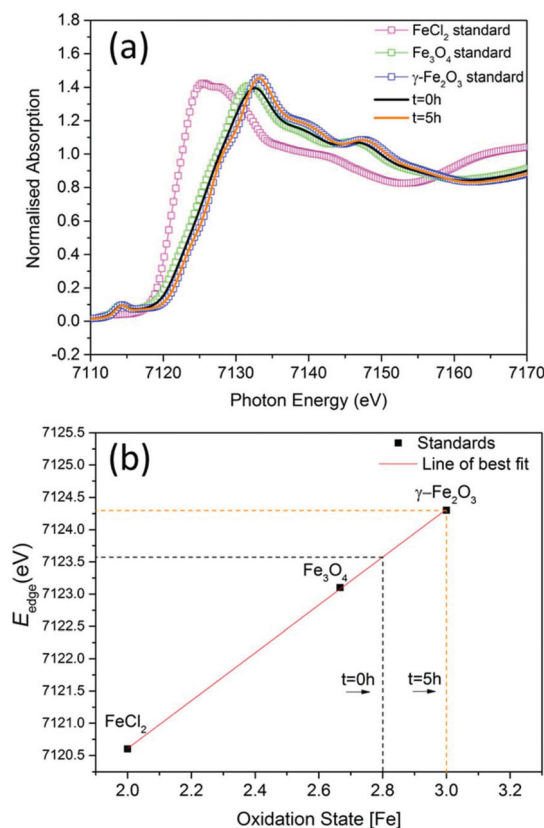 (a)
FeCl₂ standard
Fe₃O₄ standard
γ-Fe₂O₃ standard
t=0h
t=5h
Normalised Absorption
1.8
1.6
1.4
1.2
1.0
0.8
0.6
0.4
0.2
0.0
-0.2
7110 7120 7130 7140 7150 7160 7170
Photon Energy (eV)
(b)
Standards
Line of best fit
γ–Fe₂O₃
Fe₃O₄
FeCl₂
t=0h
t=5h
E_edge(eV)
7125.5
7125.0
7124.5
7124.0
7123.5
7123.0
7122.5
7122.0
7121.5
7121.0
7120.5
2.0 2.2 2.4 2.6 2.8 3.0 3.2
Oxidation State [Fe]